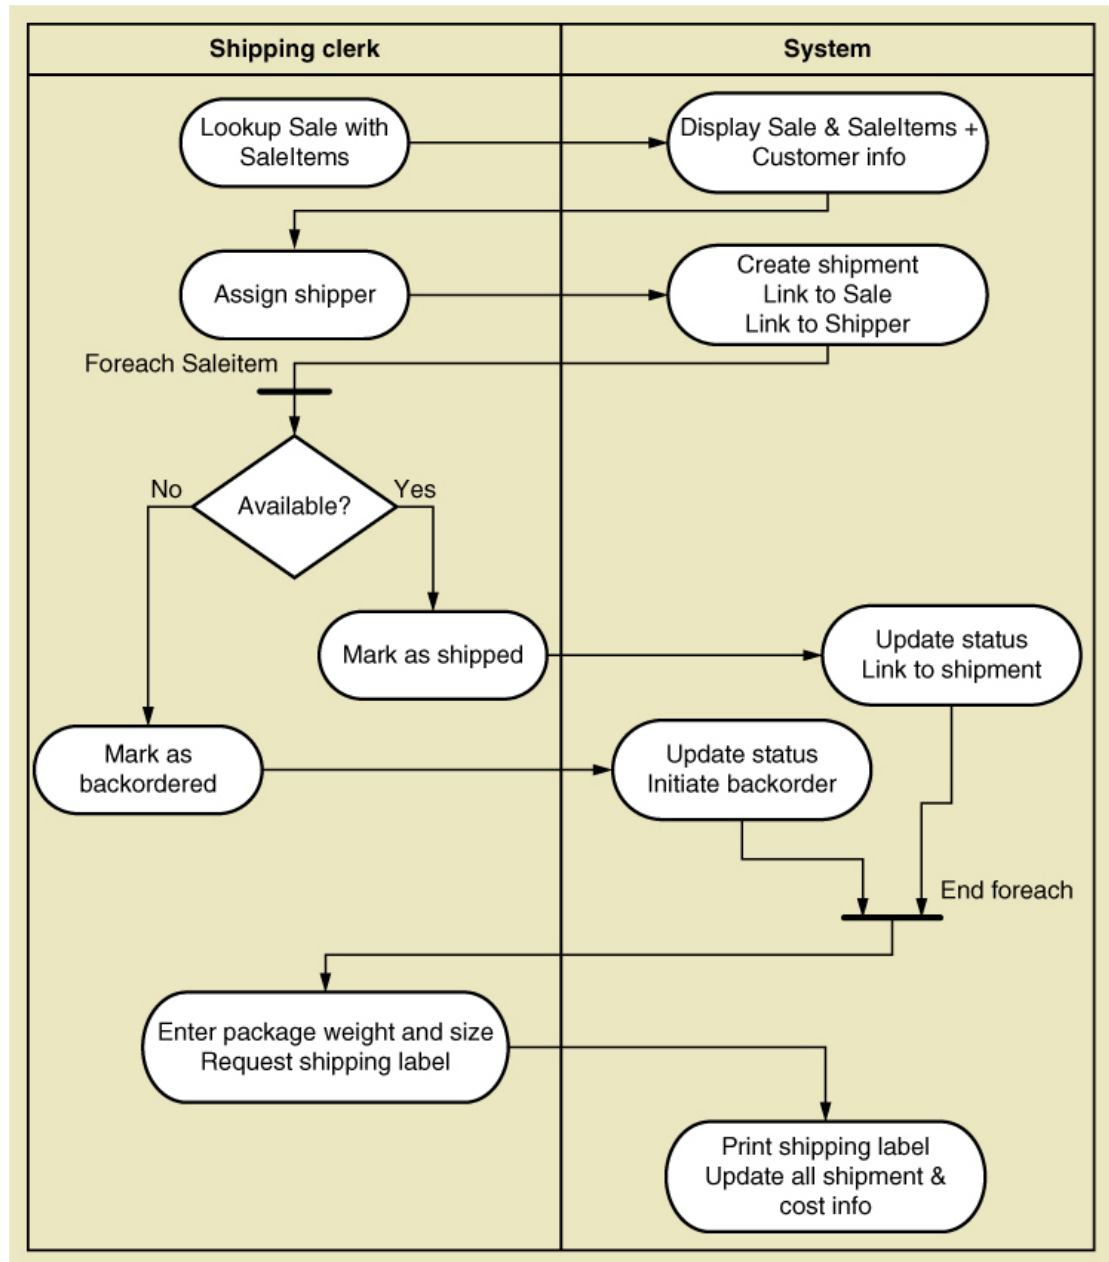 Shipping clerk
System
Lookup Sale with
SaleItems
Display Sale & SaleItems +
Customer info
Assign shipper
Create shipment
Link to Sale
Link to Shipper
Foreach Saleitem
No
Available?
Yes
Mark as shipped
Update status
Link to shipment
Mark as
backordered
Update status
Initiate backorder
End foreach
Enter package weight and size
Request shipping label
Print shipping label
Update all shipment &
cost info